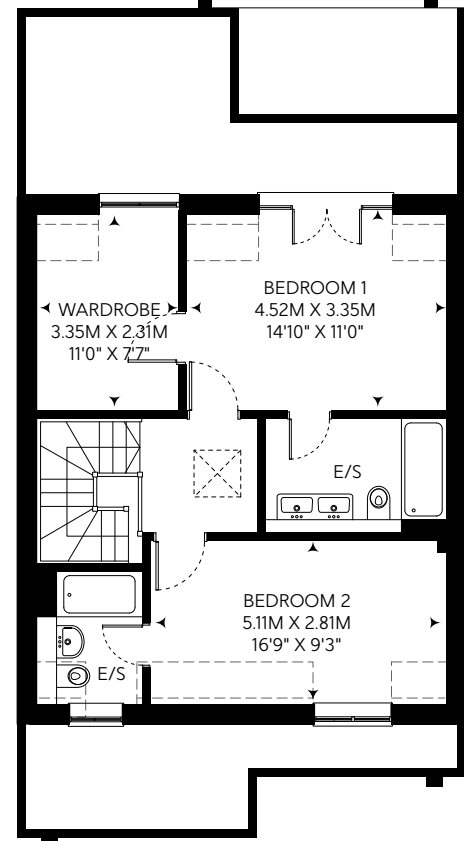 BEDROOM 1
4.52M X 3.35M
14'10" X 11'0"
WARDROBE
3.35M X 2.31M
11'0" X 7'7"
E/S
BEDROOM 2
5.11M X 2.81M
16'9" X 9'3"
E/S